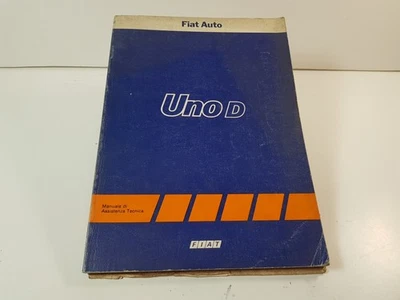 Fiat Auto
Uno D
Manuale di
Assistenza Tecnica
FIAT